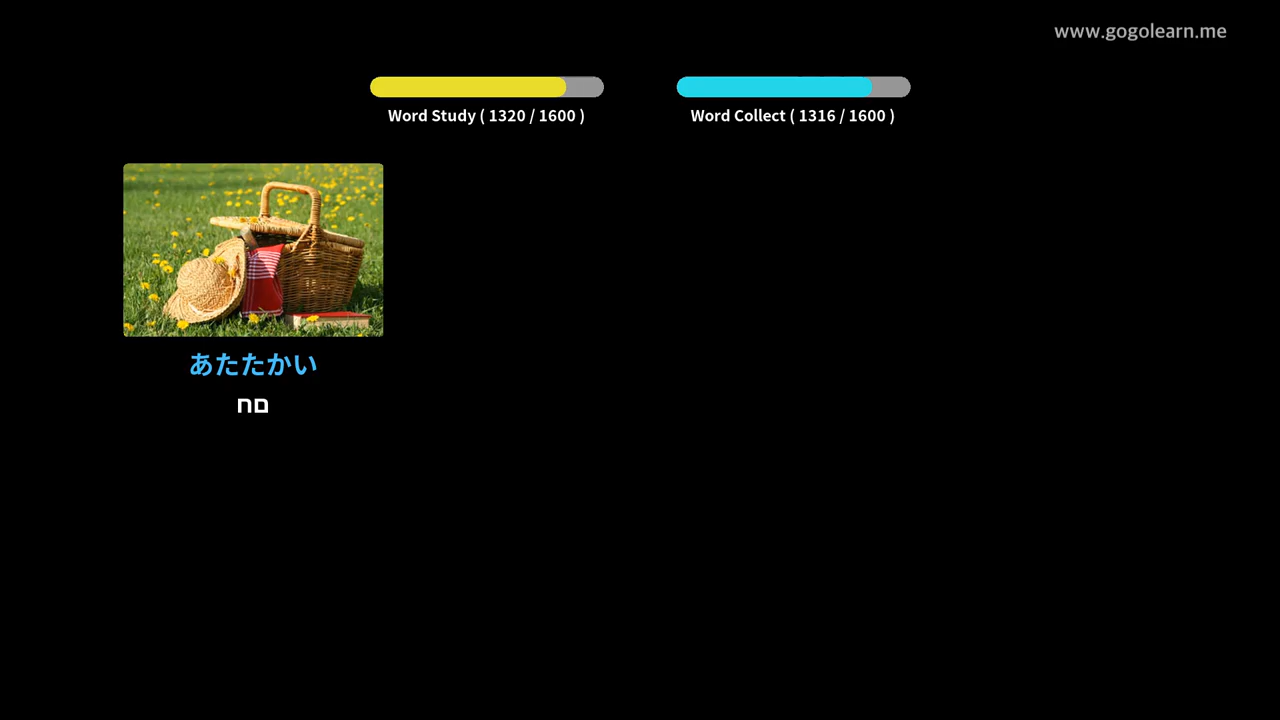 www.gogolearn.me
Word Study ( 1320 / 1600 )
Word Collect ( 1316 / 1600 )
あたたかい
חם